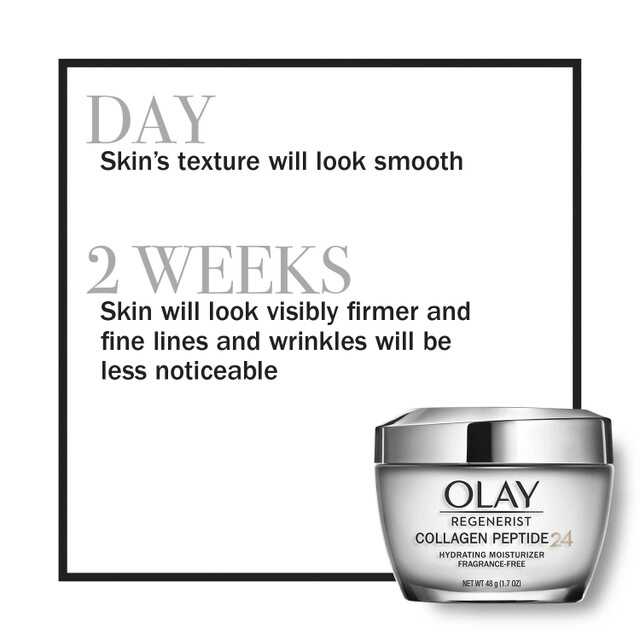 DAY
Skin's texture will look smooth
2 WEEKS
Skin will look visibly firmer and
fine lines and wrinkles will be
less noticeable
OLAY
REGENERIST
COLLAGEN PEPTIDE24
HYDRATING MOISTURIZER
FRAGRANCE-FREE
NET WT 48 g (1.7 OZ)